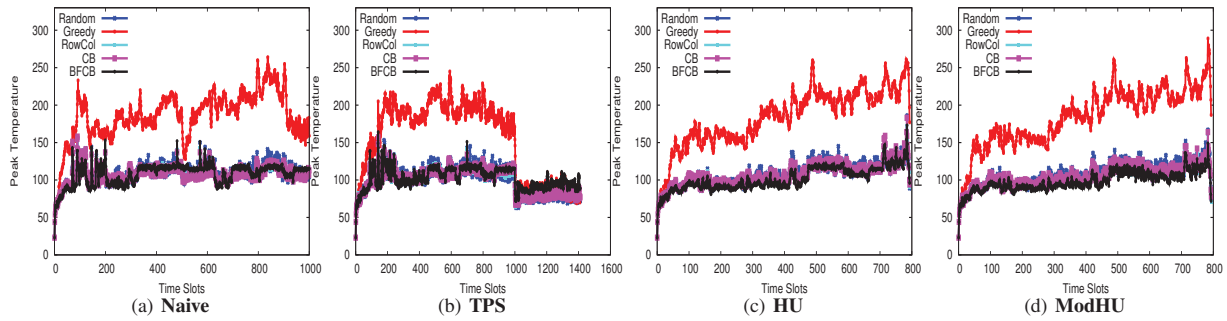 Random
Greedy
RowCol
CB
BFCB
Peak Temperature
300
250
200
150
100
50
0
0 200 400 600 800 1000
Time Slots
(a) Naive
Random
Greedy
RowCol
CB
BFCB
Peak Temperature
300
250
200
150
100
50
0
0 200 400 600 800 1000 1200 1400 1600
Time Slots
(b) TPS
Random
Greedy
RowCol
CB
BFCB
Peak Temperature
300
250
200
150
100
50
0
0 100 200 300 400 500 600 700 800
Time Slots
(c) HU
Random
Greedy
RowCol
CB
BFCB
Peak Temperature
300
250
200
150
100
50
0
0 100 200 300 400 500 600 700 800
Time Slots
(d) ModHU